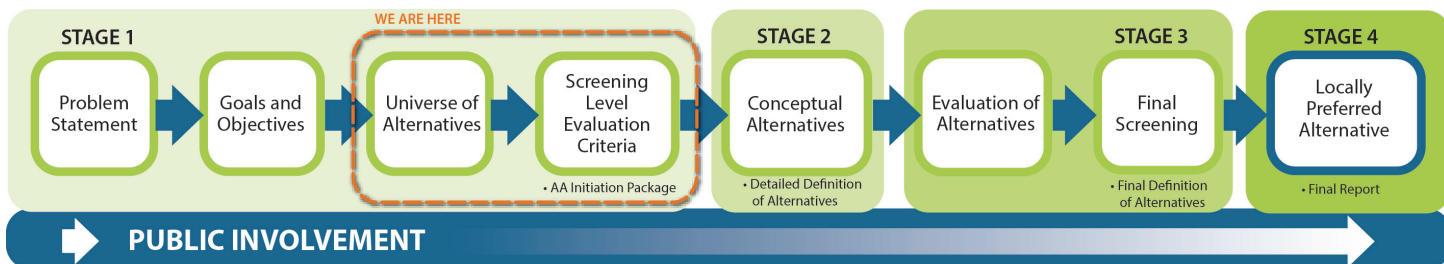 WE ARE HERE
STAGE 1
Problem
Statement
Goals and
Objectives
Universe of
Alternatives
Screening
Level
Evaluation
Criteria
• AA Initiation Package
STAGE 2
Conceptual
Alternatives
• Detailed Definition
of Alternatives
Evaluation of
Alternatives
STAGE 3
Final
Screening
• Final Definition
of Alternatives
STAGE 4
Locally
Preferred
Alternative
• Final Report
PUBLIC INVOLVEMENT